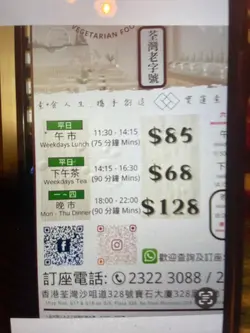 VEGETARIAN FOO
荃灣老字號
平日
午市 11:30 - 14:15 $85
Weekdays Lunch (75 分鐘 Mins)
平日
下午茶 14:15 - 16:30 $68
Weekdays Tea (90 分鐘 Mins)
一 ~ 四
晚市 18:00 - 22:00 $128
Mon - Thu Dinner (90 分鐘 Mins)
歡迎查詢及訂座
訂座電話: 2322 3088 / 2
香港荃灣沙咀道328號寶石大廈328